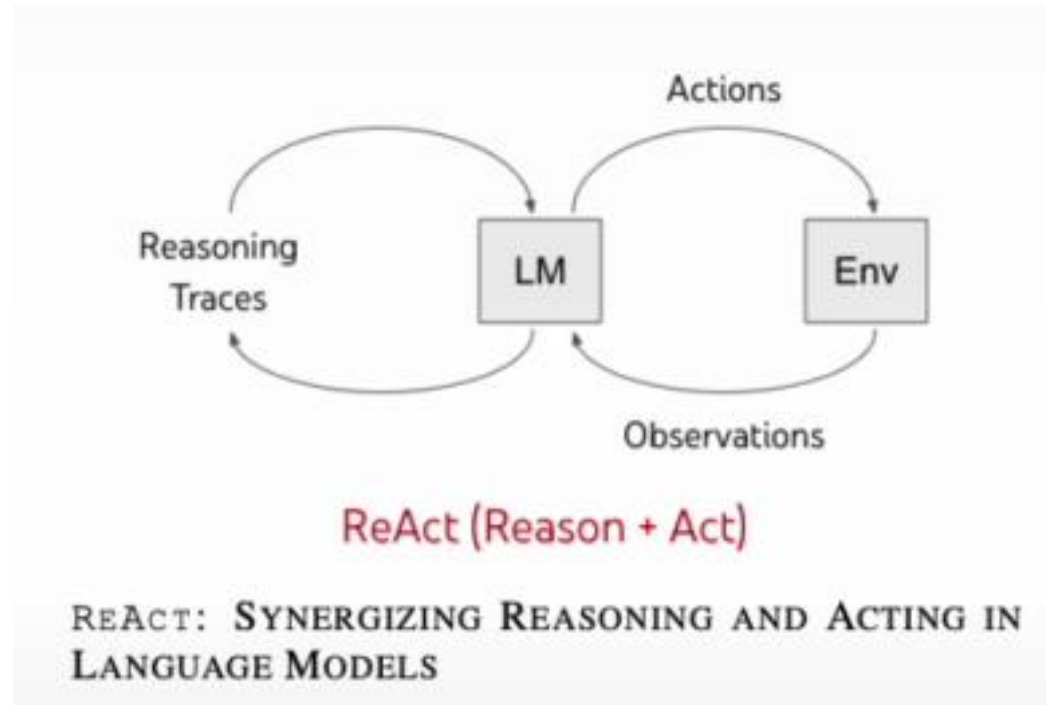 Actions
Reasoning
Traces
LM
Env
Observations
ReAct (Reason + Act)
REACT: SYNERGIZING REASONING AND ACTING IN
LANGUAGE MODELS